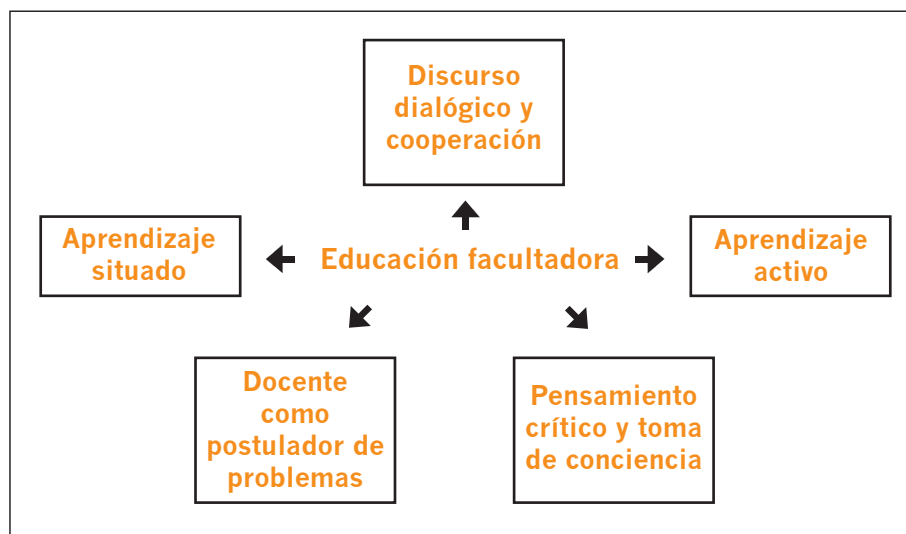 Discurso
dialógico y
cooperación
Aprendizaje
situado
Educación facultadora
Aprendizaje
activo
Docente
como
postulador de
problemas
Pensamiento
crítico y toma
de conciencia